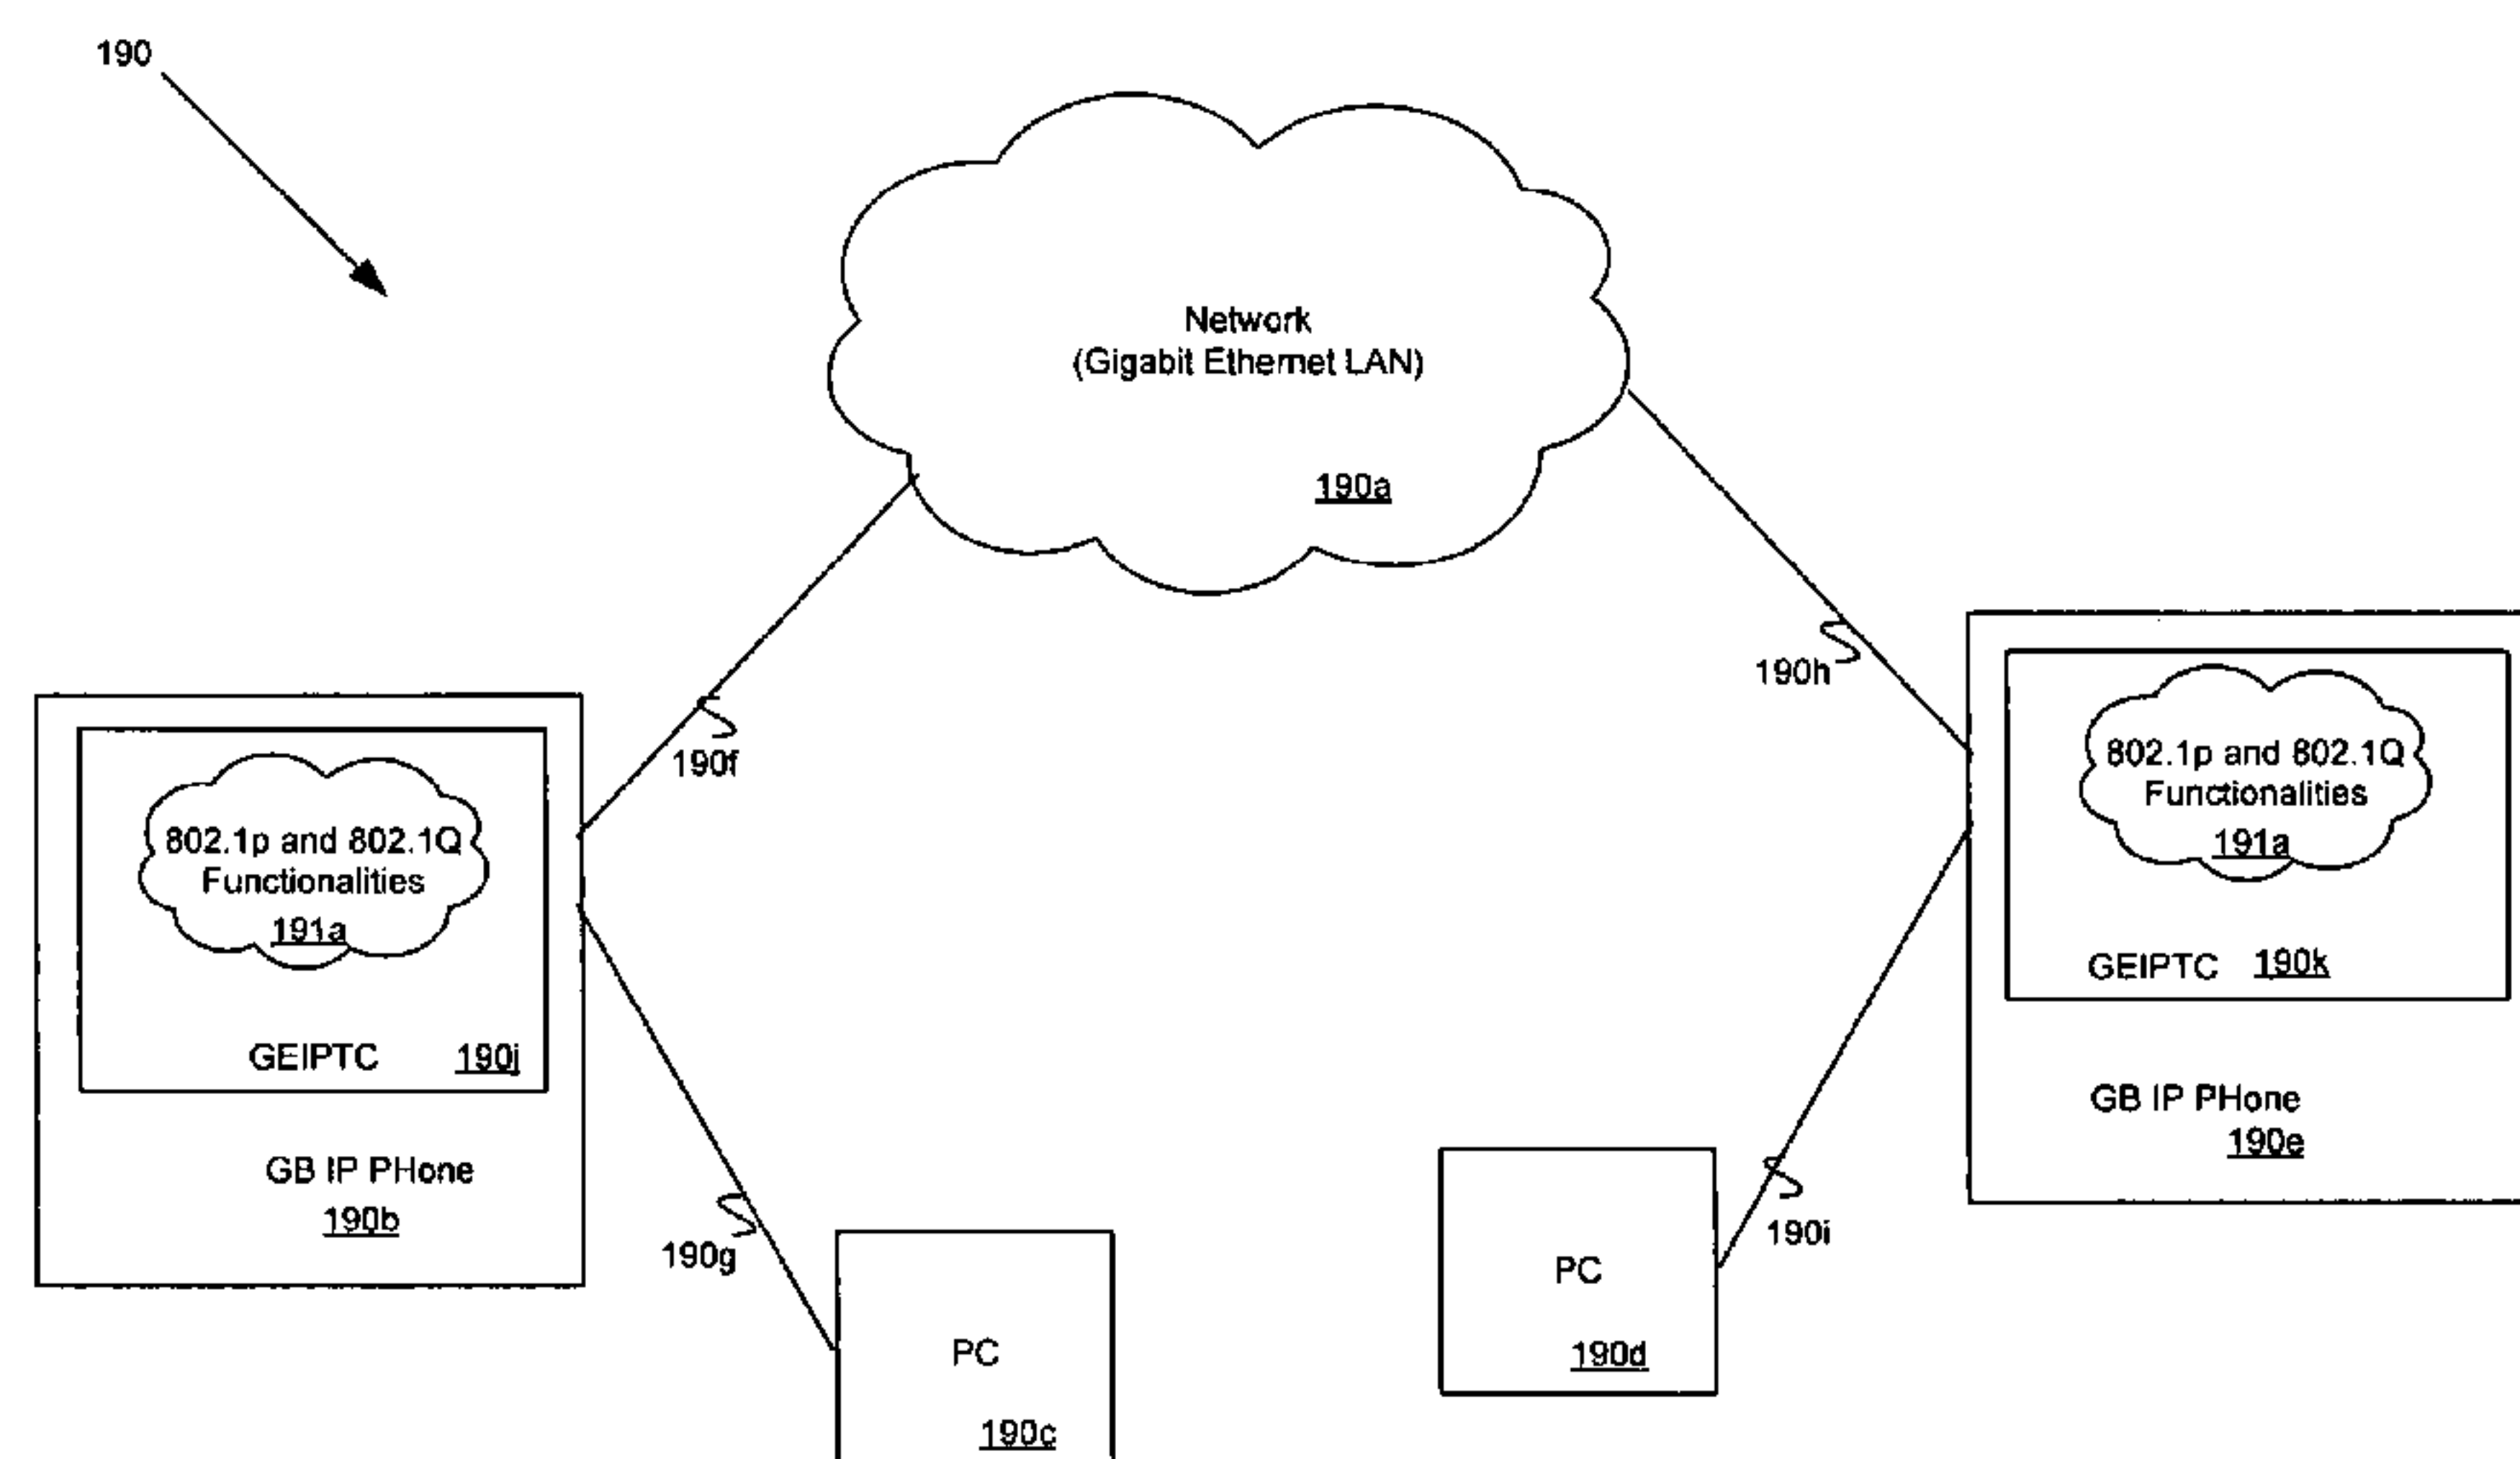 190
Network
(Gigabit Ethernet LAN)
190a
190h
190f
802.1p and 802.1Q
Functionalities
191a
GEIPTC 190j
GB IP PHone
190b
802.1p and 802.1Q
Functionalities
191a
GEIPTC 190k
GB IP PHone
190e
190g
190i
PC
190c
PC
190d